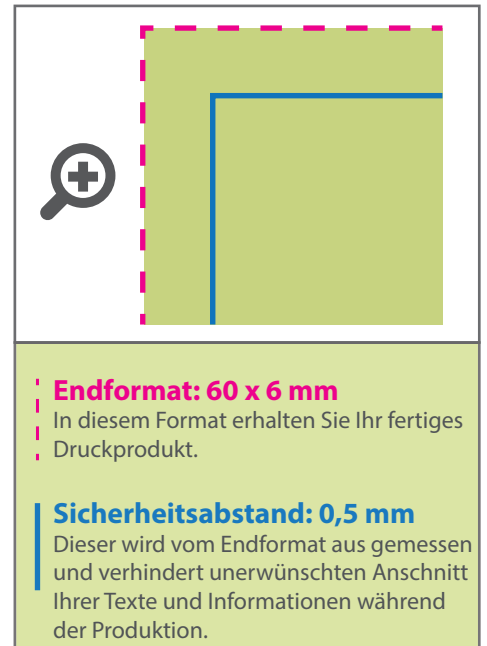 Endformat: 60 x 6 mm
In diesem Format erhalten Sie Ihr fertiges
Druckprodukt.
Sicherheitsabstand: 0,5 mm
Dieser wird vom Endformat aus gemessen
und verhindert unerwünschten Anschnitt
Ihrer Texte und Informationen während
der Produktion.